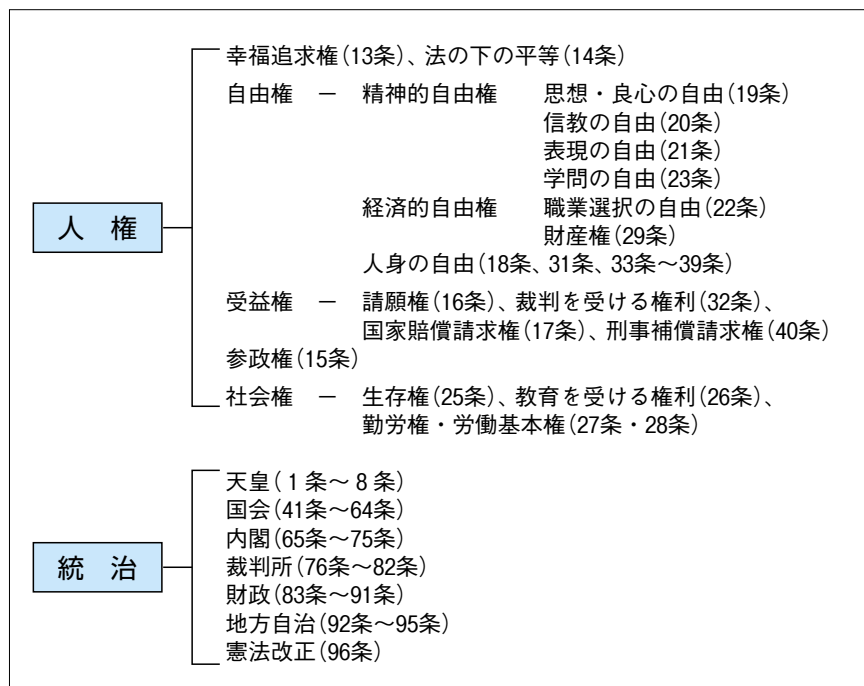 人 権
幸福追求権(13条)、法の下の平等(14条)
自由権 － 精神的自由権 思想・良心の自由(19条)
信教の自由(20条)
表現の自由(21条)
学問の自由(23条)
経済的自由権 職業選択の自由(22条)
財産権(29条)
人身の自由(18条、31条、33条～39条)
受益権 － 請願権(16条)、裁判を受ける権利(32条)、
国家賠償請求権(17条)、刑事補償請求権(40条)
参政権(15条)
社会権 － 生存権(25条)、教育を受ける権利(26条)、
勤労権・労働基本権(27条・28条)
統 治
天皇(1条～8条)
国会(41条～64条)
内閣(65条～75条)
裁判所(76条～82条)
財政(83条～91条)
地方自治(92条～95条)
憲法改正(96条)